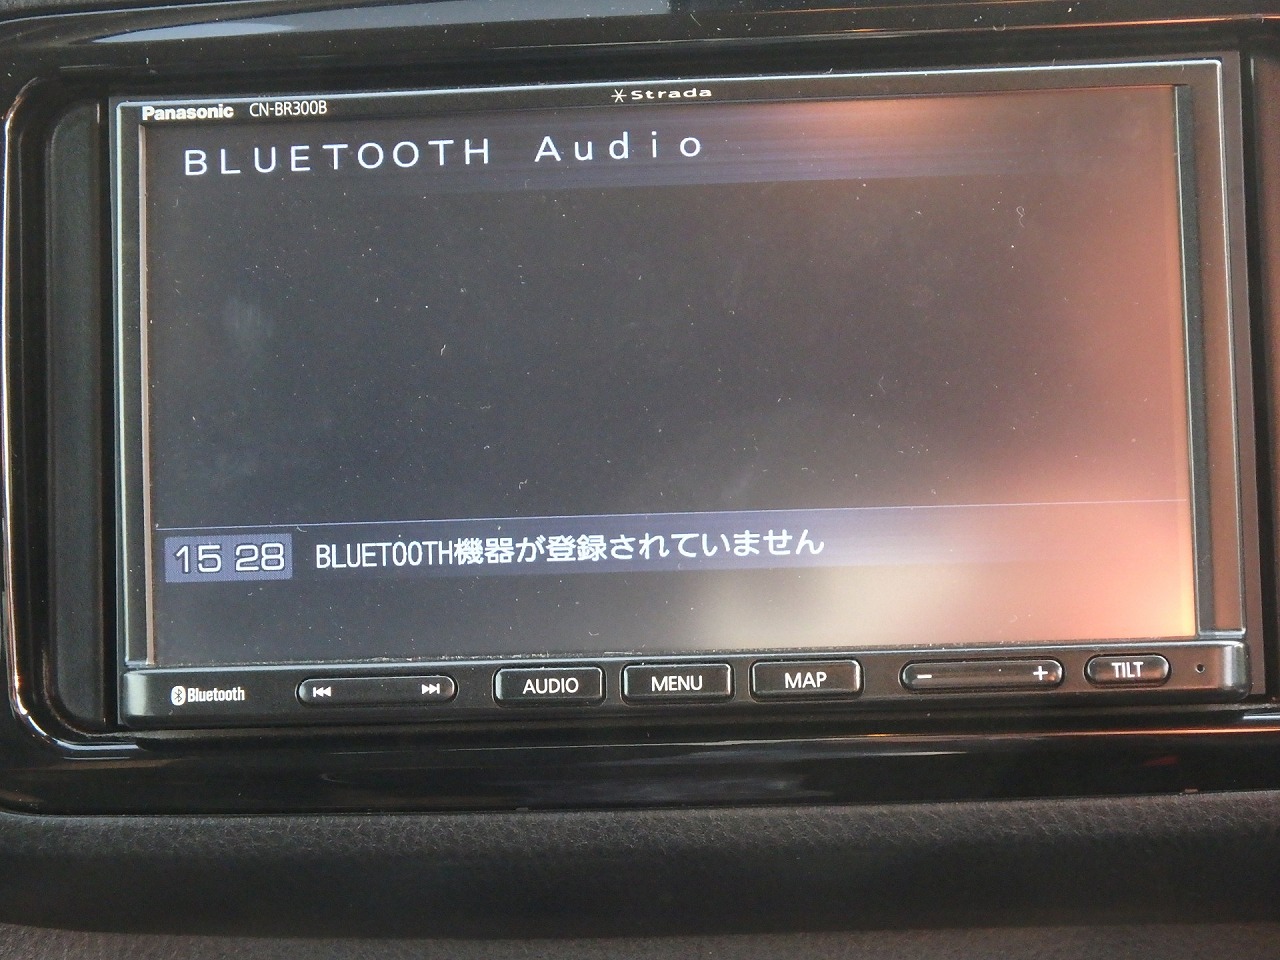 Panasonic CN-BR300B Strada
BLUETOOTH Audio
15 28 BLUETOOTH機器が登録されていません
Bluetooth AUDIO MENU MAP − + TILT